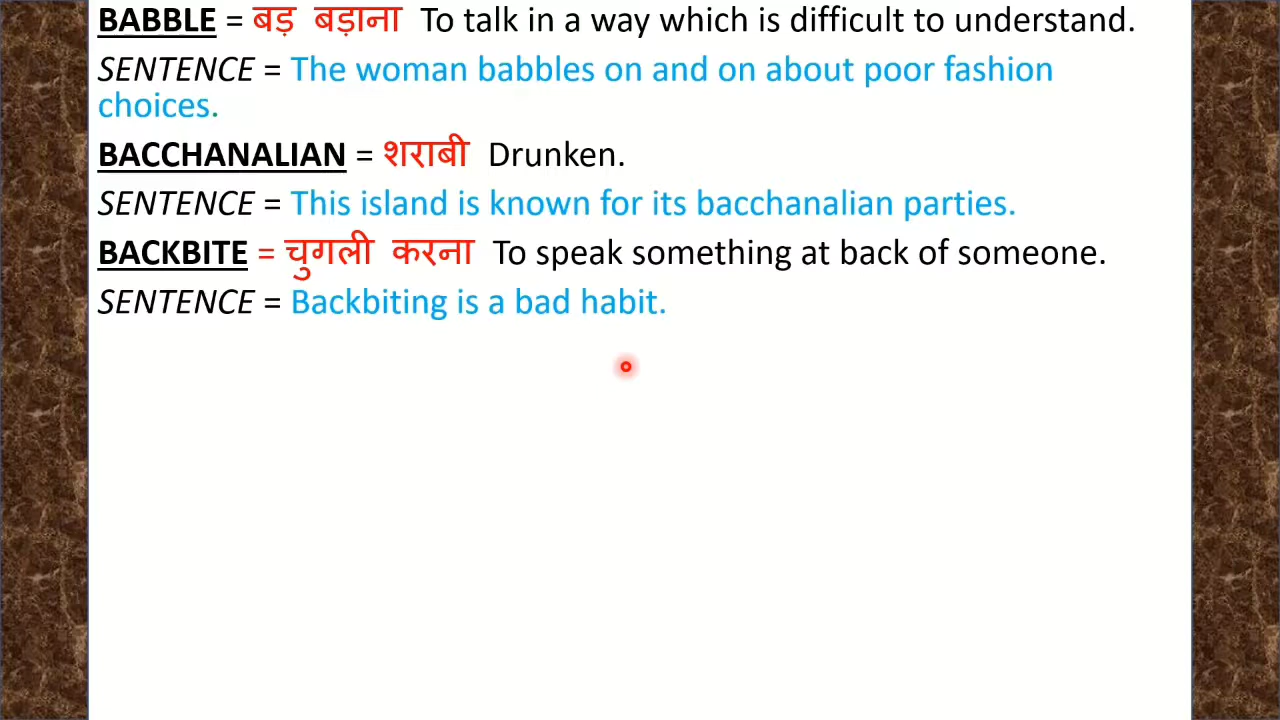 BABBLE = बड़ बड़ाना To talk in a way which is difficult to understand.
SENTENCE = The woman babbles on and on about poor fashion
choices.
BACCHANALIAN = शराबी Drunken.
SENTENCE = This island is known for its bacchanalian parties.
BACKBITE = चुगली करना To speak something at back of someone.
SENTENCE = Backbiting is a bad habit.